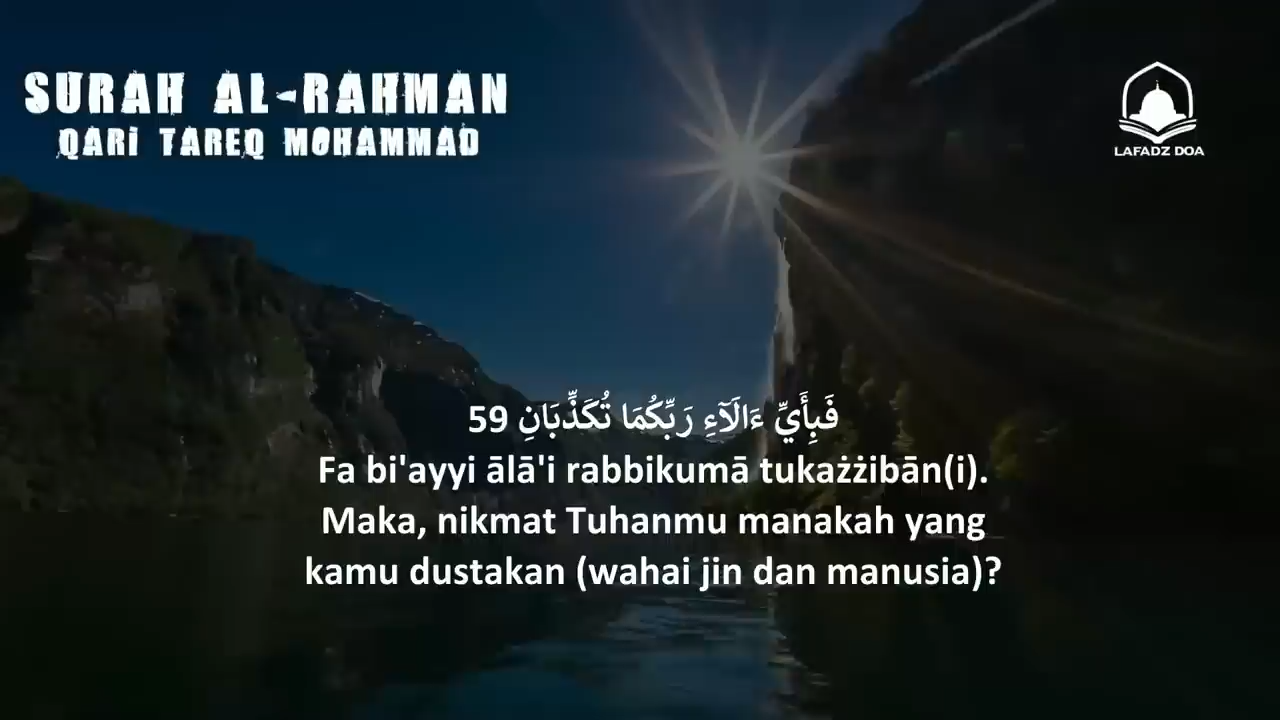 SURAH AL-RAHMAN
QARI TAREQ MOHAMMAD
LAFADZ DOA
فَبِأَيِّ ءَالَآءِ رَبِّكُمَا تُكَذِّبَانِ 59
Fa bi'ayyi ālā'i rabbikumā tukażżibān(i).
Maka, nikmat Tuhanmu manakah yang
kamu dustakan (wahai jin dan manusia)?